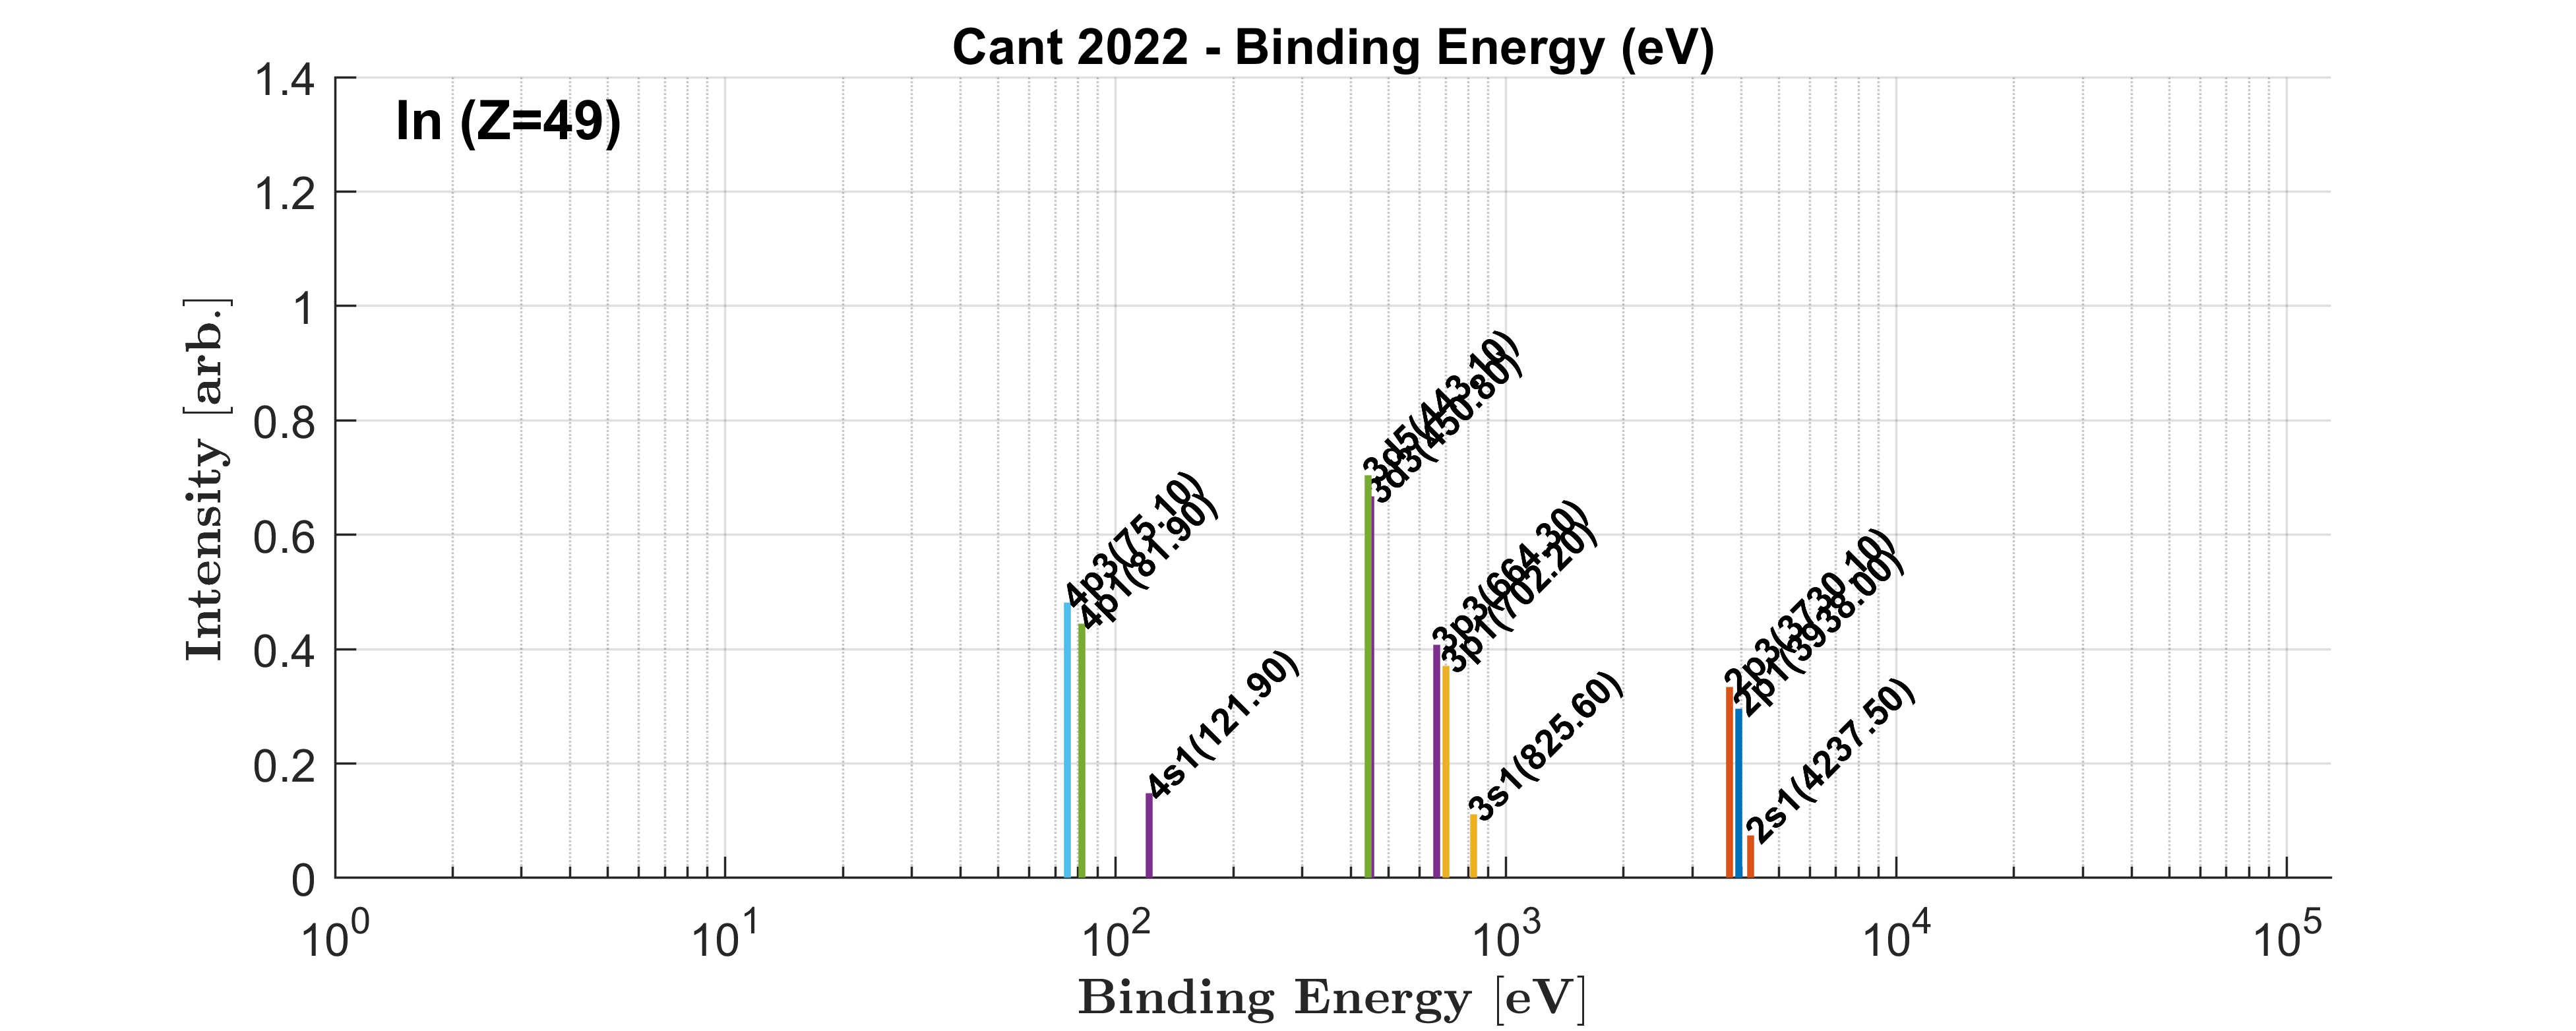 Cant 2022 - Binding Energy (eV)
In (Z=49)
Intensity [arb.]
1.4
1.2
1
0.8
0.6
0.4
0.2
0
4p3(75.10)
4p1(81.90)
4s1(121.90)
3d5(443.10)
3d3(450.80)
3p3(664.30)
3p1(702.20)
3s1(825.60)
2p3(3730.10)
2p1(3938.00)
2s1(4237.50)
10^0 10^1 10^2 10^3 10^4 10^5
Binding Energy [eV]